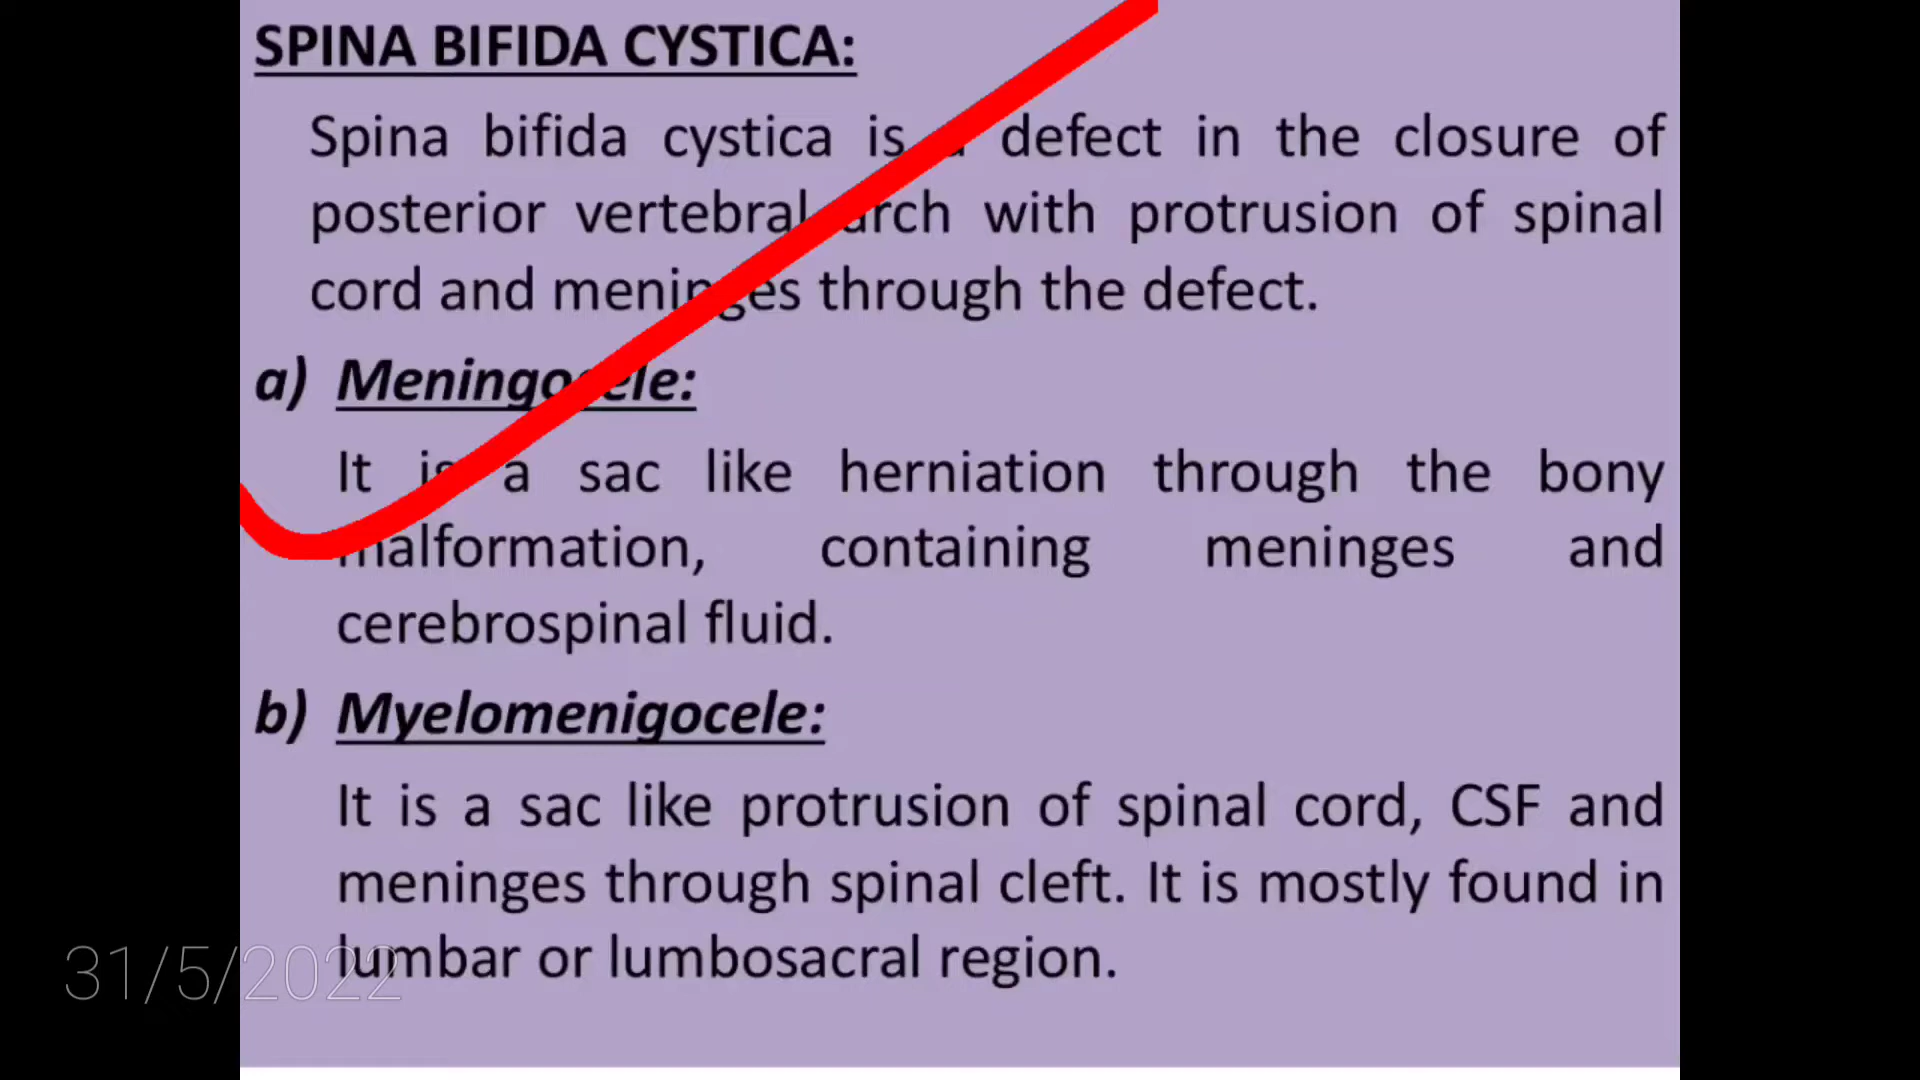 SPINA BIFIDA CYSTICA:
Spina bifida cystica is a defect in the closure of
posterior vertebral arch with protrusion of spinal
cord and meninges through the defect.
a) Meningocele:
It is a sac like herniation through the bony
malformation, containing meninges and
cerebrospinal fluid.
b) Myelomenigocele:
It is a sac like protrusion of spinal cord, CSF and
meninges through spinal cleft. It is mostly found in
lumbar or lumbosacral region.
31/5/2022